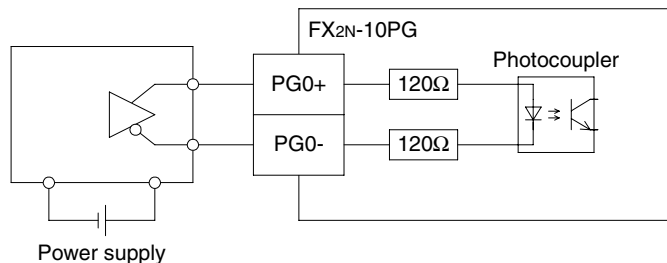 FX2N-10PG
Photocoupler
PG0+
120Ω
PG0-
120Ω
Power supply